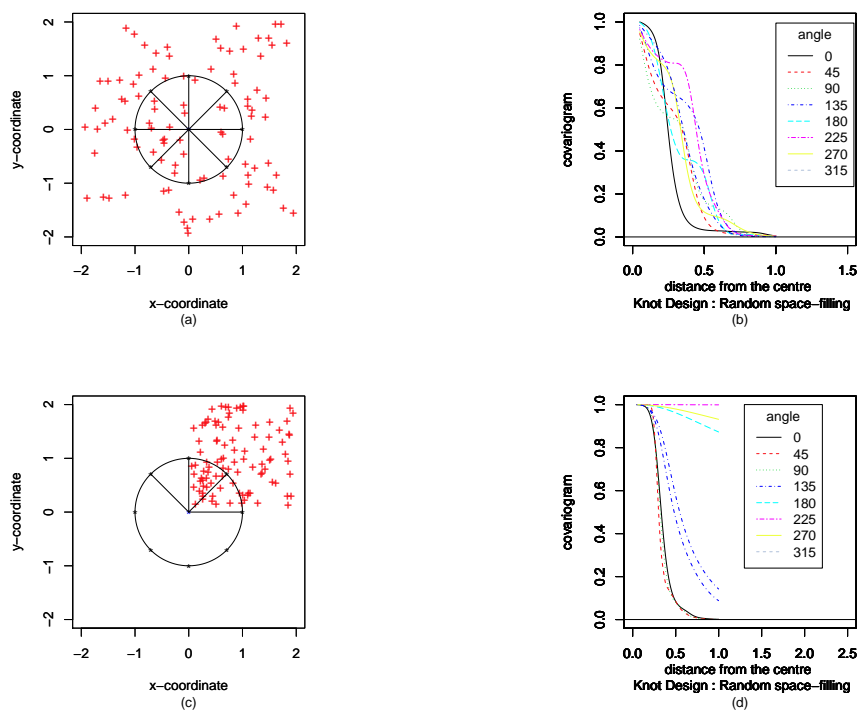 2
1
0
−1
−2
y−coordinate
−2 −1 0 1 2
x−coordinate
(a)
1.0
0.8
0.6
0.4
0.2
0.0
covariogram
angle
0
45
90
135
180
225
270
315
0.0 0.5 1.0 1.5
distance from the centre
Knot Design : Random space−filling
(b)
2
1
0
−1
−2
y−coordinate
−2 −1 0 1 2
x−coordinate
(c)
1.0
0.8
0.6
0.4
0.2
0.0
covariogram
angle
0
45
90
135
180
225
270
315
0.0 0.5 1.0 1.5 2.0 2.5
distance from the centre
Knot Design : Random space−filling
(d)